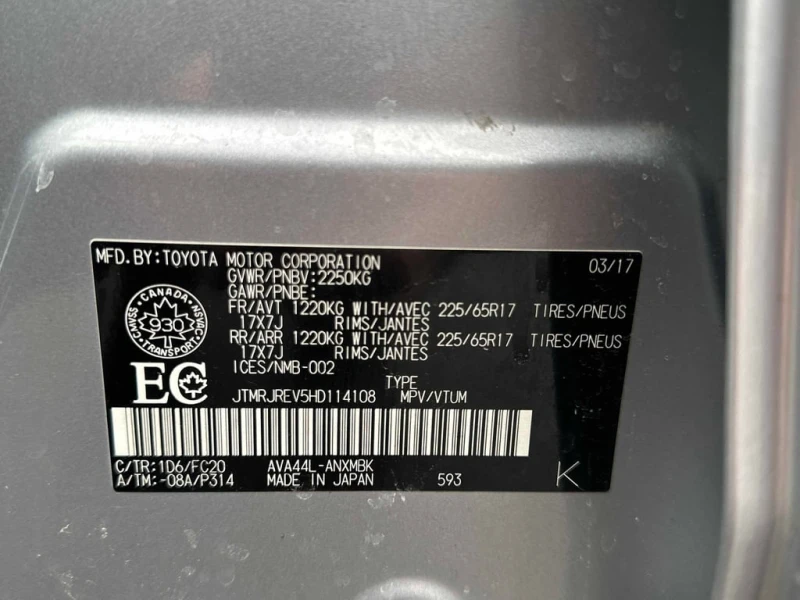 MFD.BY:TOYOTA MOTOR CORPORATION 03/17
GVWR/PNBV:2250KG
GAWR/PNBE:
FR/AVT 1220KG WITH/AVEC 225/65R17 TIRES/PNEUS
17X7J RIMS/JANTES
RR/ARR 1220KG WITH/AVEC 225/65R17 TIRES/PNEUS
17X7J RIMS/JANTES
ICES/NMB-002
CANADA
CMVSS 930 NSVAC
TRANSPORT
EC
TYPE
JTMRJREV5HD114108 MPV/VTUM
C/TR:1D6/FC20 AVA44L-ANXMBK
A/TM:-08A/P314 MADE IN JAPAN 593 K